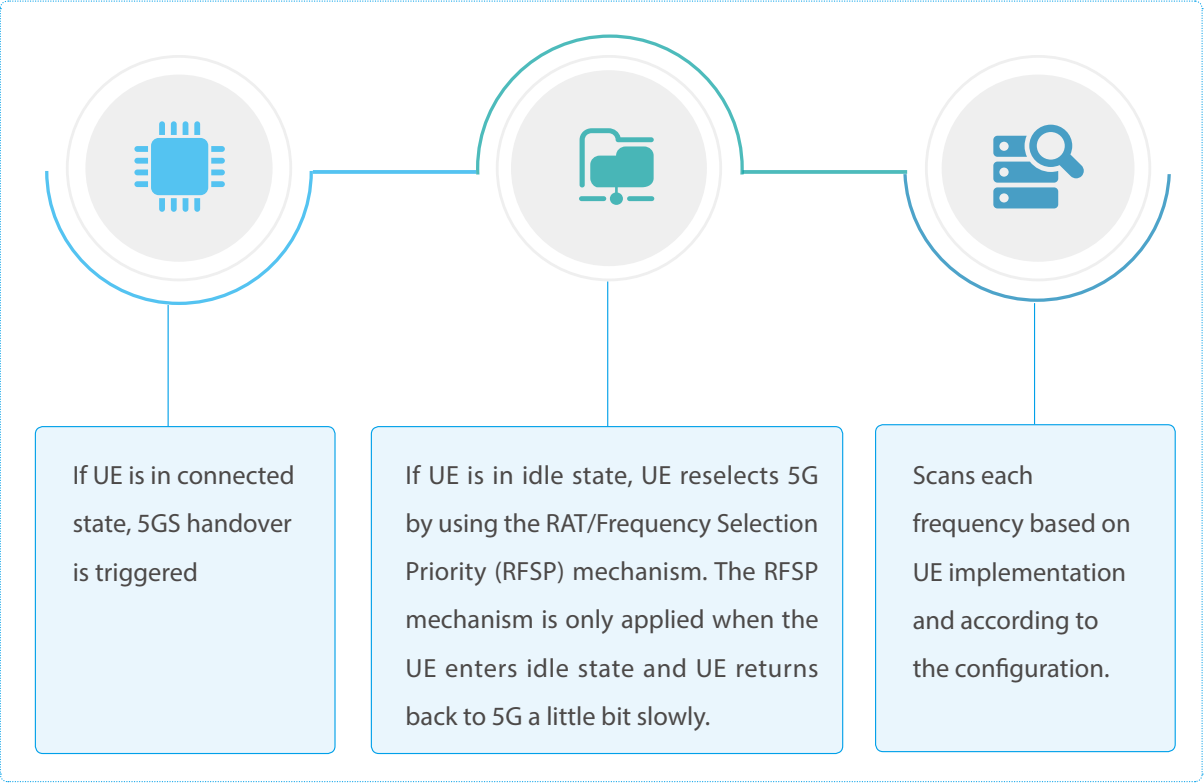 If UE is in connected
state, 5GS handover
is triggered
If UE is in idle state, UE reselects 5G
by using the RAT/Frequency Selection
Priority (RFSP) mechanism. The RFSP
mechanism is only applied when the
UE enters idle state and UE returns
back to 5G a little bit slowly.
Scans each
frequency based on
UE implementation
and according to
the configuration.